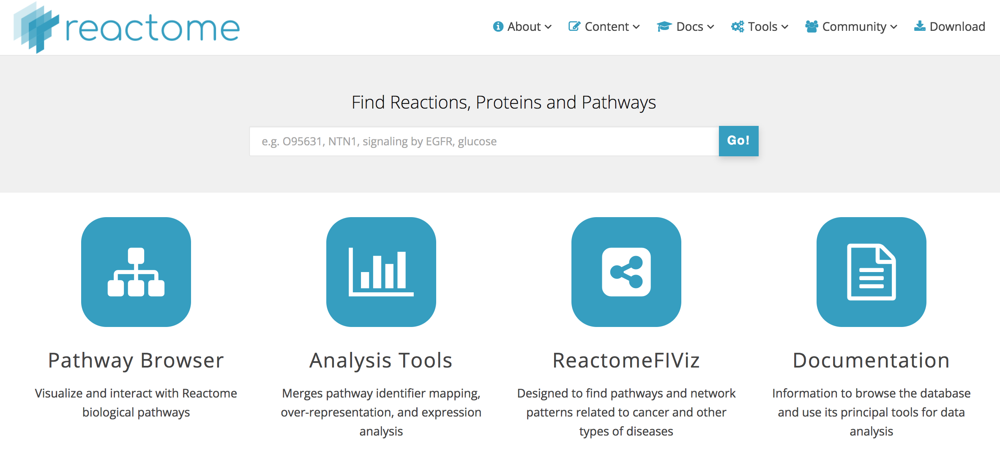 reactome
About
Content
Docs
Tools
Community
Download
Find Reactions, Proteins and Pathways
e.g. O95631, NTN1, signaling by EGFR, glucose
Go!
Pathway Browser
Visualize and interact with Reactome
biological pathways
Analysis Tools
Merges pathway identifier mapping,
over-representation, and expression
analysis
ReactomeFIViz
Designed to find pathways and network
patterns related to cancer and other
types of diseases
Documentation
Information to browse the database
and use its principal tools for data
analysis